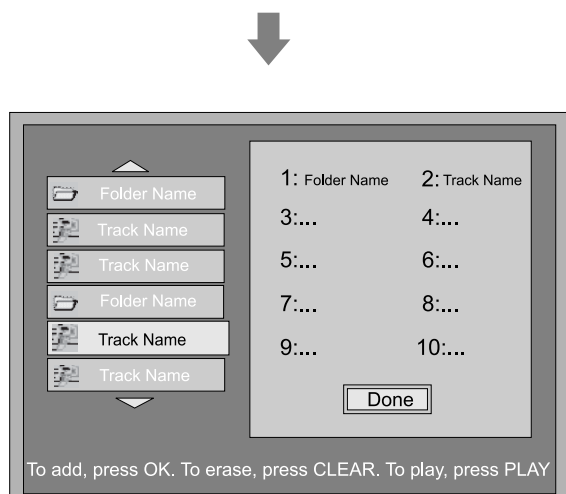 Folder Name
Track Name
Track Name
Folder Name
Track Name
Track Name
1: Folder Name 2: Track Name
3:... 4:...
5:... 6:...
7:... 8:...
9:... 10:...
Done
To add, press OK. To erase, press CLEAR. To play, press PLAY